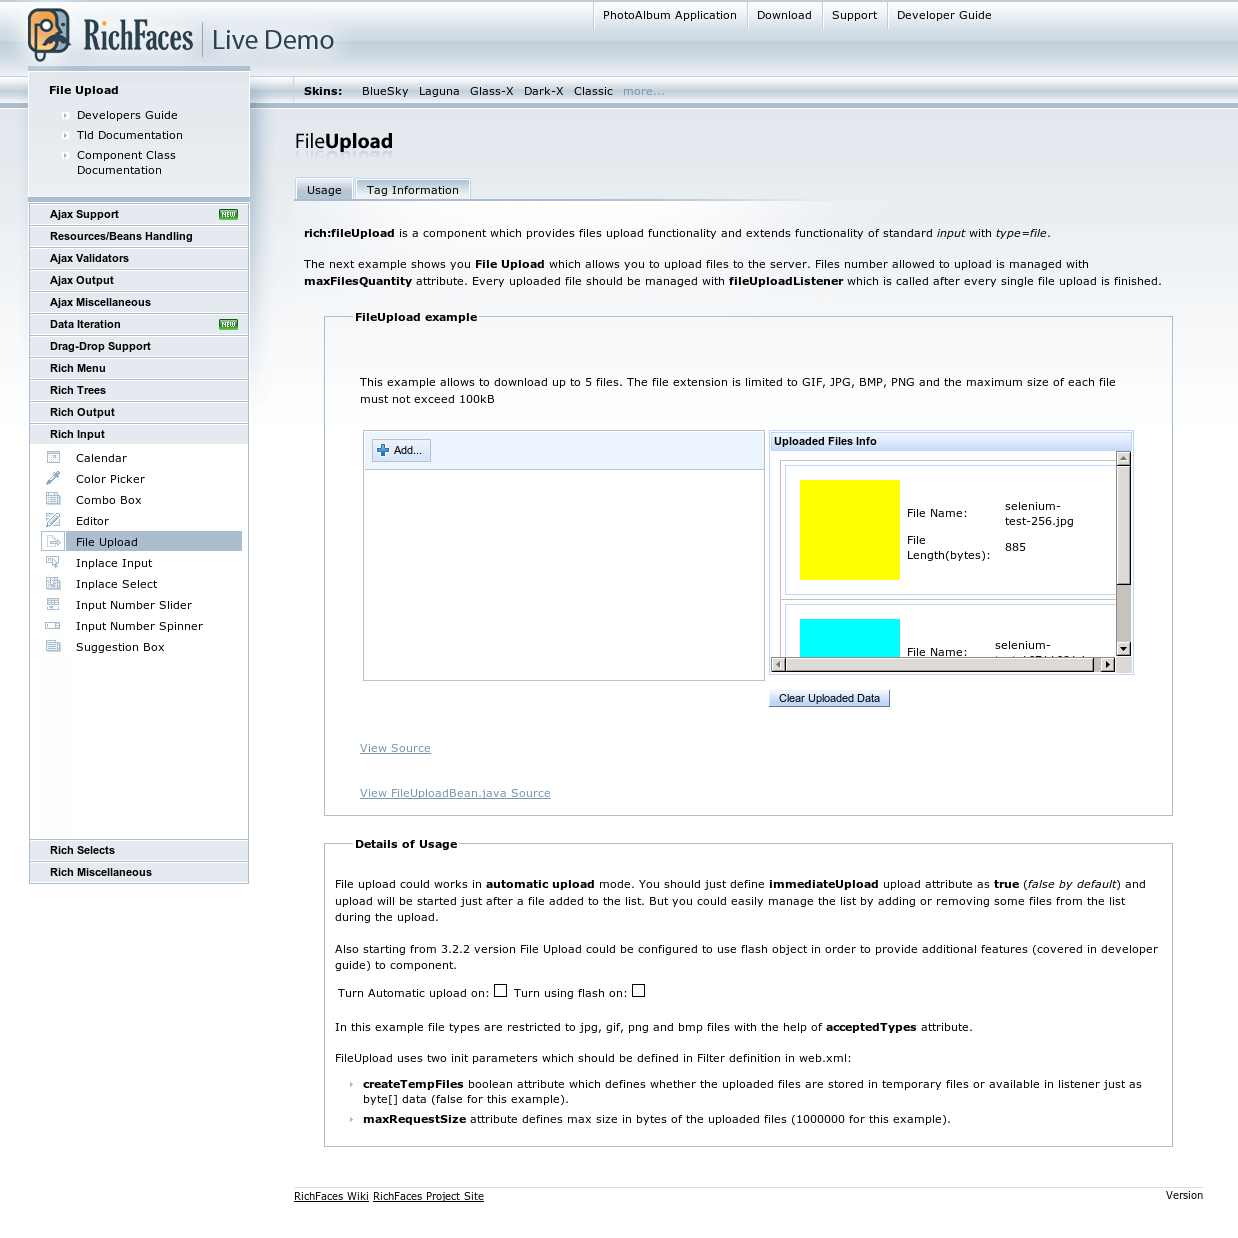 PhotoAlbum Application Download Support Developer Guide
RichFaces Live Demo
File Upload
Developers Guide
Tld Documentation
Component Class
Documentation
Skins: BlueSky Laguna Glass-X Dark-X Classic more...
FileUpload
Usage Tag Information
Ajax Support NEW
Resources/Beans Handling
Ajax Validators
Ajax Output
Ajax Miscellaneous
Data Iteration NEW
Drag-Drop Support
Rich Menu
Rich Trees
Rich Output
Rich Input
Calendar
Color Picker
Combo Box
Editor
File Upload
Inplace Input
Inplace Select
Input Number Slider
Input Number Spinner
Suggestion Box
Rich Selects
Rich Miscellaneous
rich:fileUpload is a component which provides files upload functionality and extends functionality of standard input with type=file.
The next example shows you File Upload which allows you to upload files to the server. Files number allowed to upload is managed with
maxFilesQuantity attribute. Every uploaded file should be managed with fileUploadListener which is called after every single file upload is finished.
FileUpload example
This example allows to download up to 5 files. The file extension is limited to GIF, JPG, BMP, PNG and the maximum size of each file
must not exceed 100kB
Add...
Uploaded Files Info
File Name: selenium-
test-256.jpg
File
Length(bytes): 885
File Name: selenium-
Clear Uploaded Data
View Source
View FileUploadBean.java Source
Details of Usage
File upload could works in automatic upload mode. You should just define immediateUpload upload attribute as true (false by default) and
upload will be started just after a file added to the list. But you could easily manage the list by adding or removing some files from the list
during the upload.
Also starting from 3.2.2 version File Upload could be configured to use flash object in order to provide additional features (covered in developer
guide) to component.
Turn Automatic upload on: Turn using flash on:
In this example file types are restricted to jpg, gif, png and bmp files with the help of acceptedTypes attribute.
FileUpload uses two init parameters which should be defined in Filter definition in web.xml:
createTempFiles boolean attribute which defines whether the uploaded files are stored in temporary files or available in listener just as
byte[] data (false for this example).
maxRequestSize attribute defines max size in bytes of the uploaded files (1000000 for this example).
RichFaces Wiki RichFaces Project Site
Version